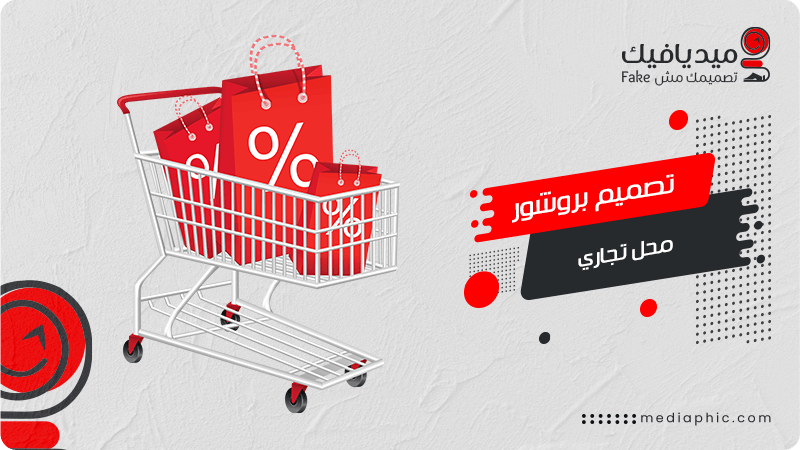 ميديافيك
تصميمك مش Fake
تصميم بروشور
محل تجاري
%
%
%
mediaphic.com